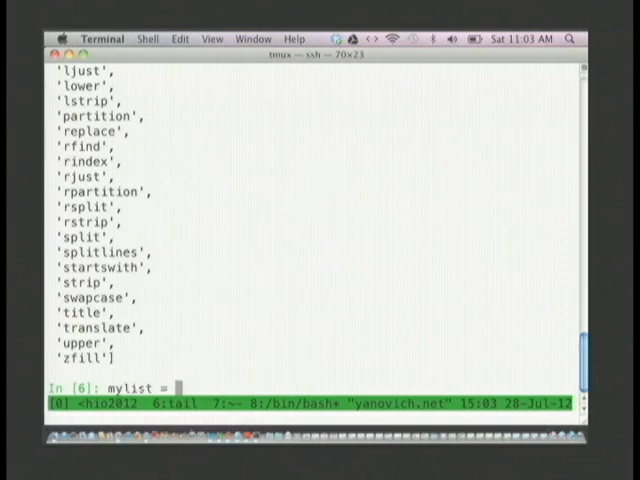 Terminal Shell Edit View Window Help Sat 11:03 AM
tmux — ssh — 70×23
'ljust',
'lower',
'lstrip',
'partition',
'replace',
'rfind',
'rindex',
'rjust',
'rpartition',
'rsplit',
'rstrip',
'split',
'splitlines',
'startswith',
'strip',
'swapcase',
'title',
'translate',
'upper',
'zfill']
In [6]: mylist =
[0] <hio2012 6:tail 7:~- 8:/bin/bash* "yanovich.net" 15:03 28-Jul-12